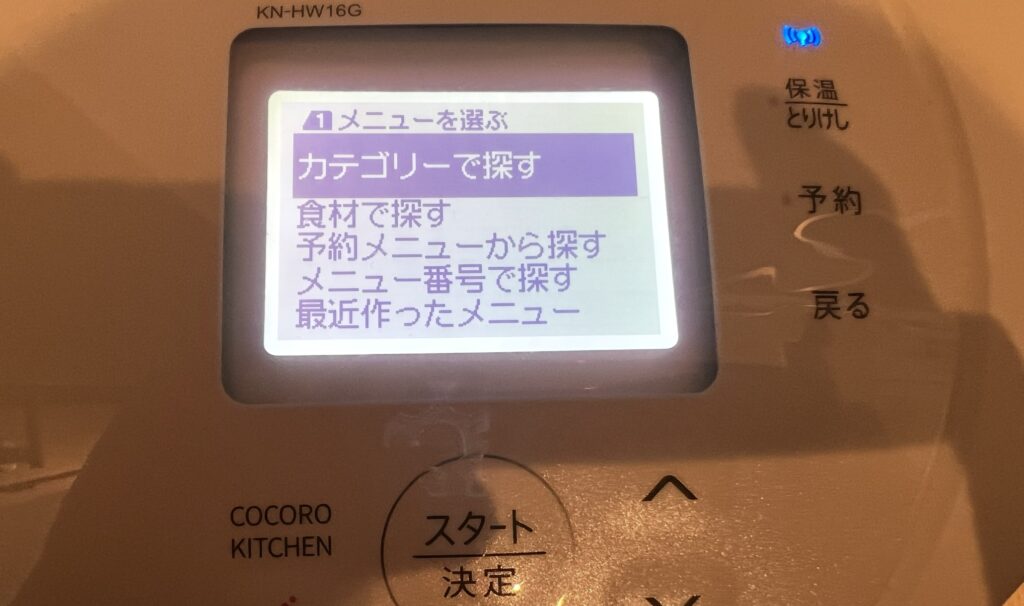 KN-HW16G
1 メニューを選ぶ
カテゴリーで探す
食材で探す
予約メニューから探す
メニュー番号で探す
最近作ったメニュー
保温
とりけし
予約
戻る
COCORO
KITCHEN
スタート
決定